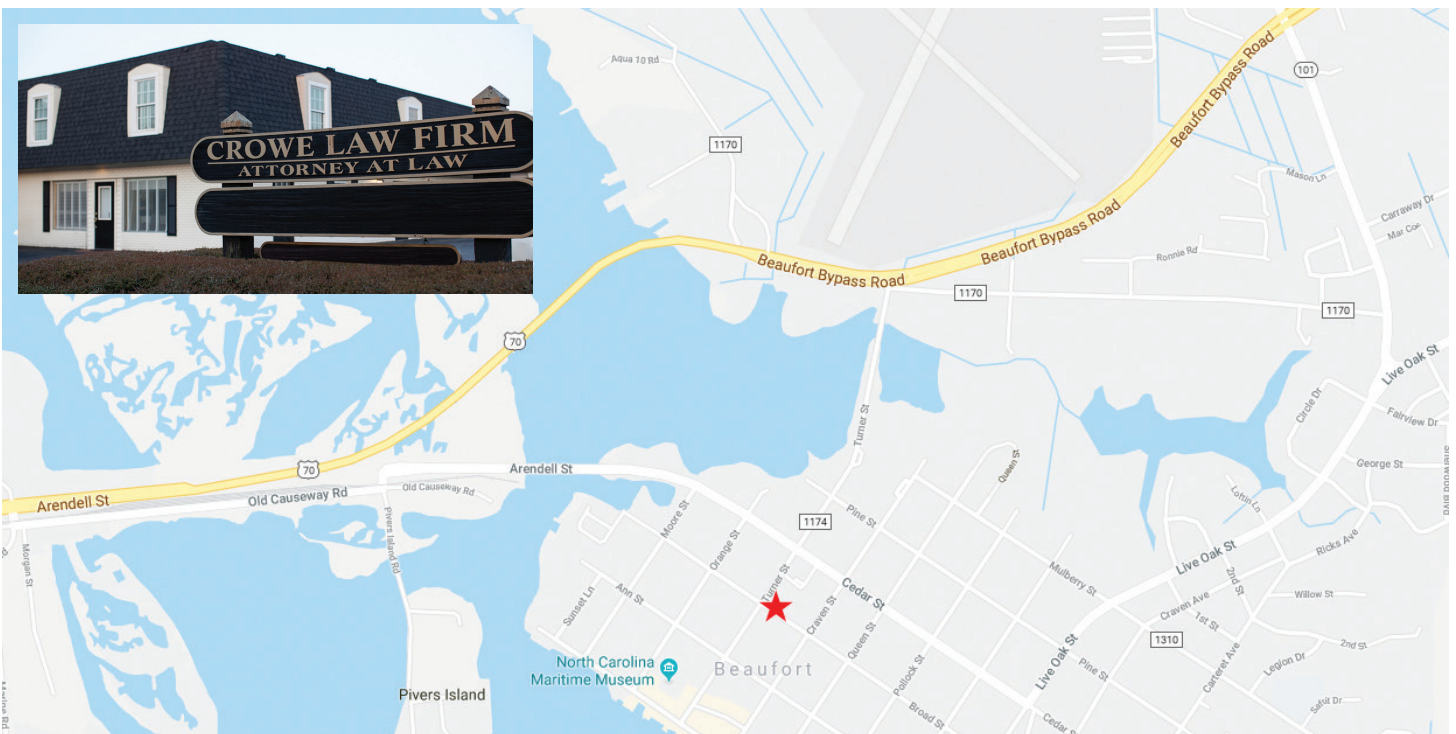 CROWE LAW FIRM
ATTORNEY AT LAW
Aqua 10 Rd
1170
Beaufort Bypass Road
101
Mason Ln
Carraway Dr
Beaufort Bypass Road
Ronnie Rd
Beaufort Bypass Road
1170
1170
70
Live Oak St
Circle Dr
Fairview Dr
Turner St
70
Arendell St
Queen St
George St
Sherwood Blvd
Arendell St
Old Causeway Rd
Old Causeway Rd
Loftin Ln
Pivers Island Rd
Moore St
Orange St
1174
Pine St
Ricks Ave
Live Oak St
Morgan St
Turner St
Cedar St
Mulberry St
2nd St
Willow St
Sunset Ln
Ann St
Craven St
Craven Ave
1st St
Queen St
1310
2nd St
North Carolina
Maritime Museum
Beaufort
Pollock St
Live Oak St
Pine St
Carteret Ave
Legion Dr
Pivers Island
Broad St
Cedar St